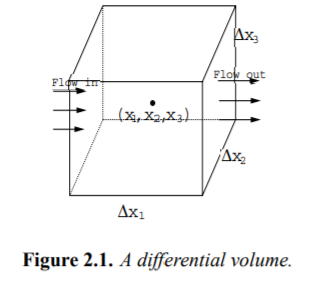 Δx₃
Flow in
Flow out
(x₁, x₂, x₃)
Δx₂
Δx₁
Figure 2.1. A differential volume.